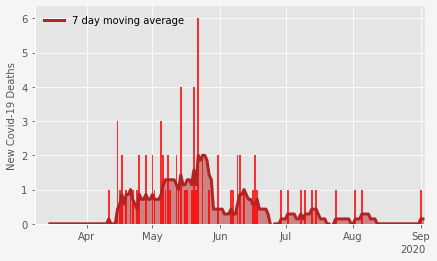 7 day moving average
New Covid-19 Deaths
6
5
4
3
2
1
0
Apr
May
Jun
Jul
Aug
Sep
2020